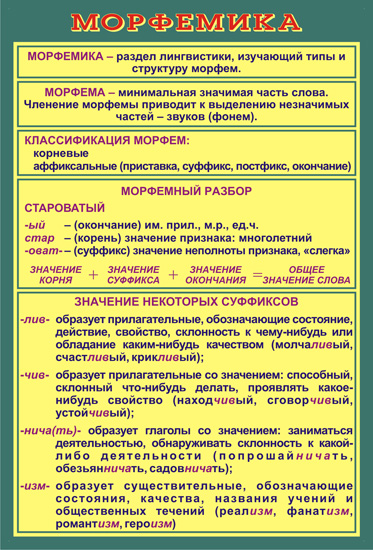 МОРФЕМИКА
МОРФЕМИКА – раздел лингвистики, изучающий типы и
структуру морфем.
МОРФЕМА – минимальная значимая часть слова.
Членение морфемы приводит к выделению незначимых
частей – звуков (фонем).
КЛАССИФИКАЦИЯ МОРФЕМ:
корневые
аффиксальные (приставка, суффикс, постфикс, окончание)
МОРФЕМНЫЙ РАЗБОР
СТАРОВАТЫЙ
-ый – (окончание) им. прил., м.р., ед.ч.
стар – (корень) значение признака: многолетний
-оват- – (суффикс) значение неполноты признака, «слегка»
ЗНАЧЕНИЕ КОРНЯ + ЗНАЧЕНИЕ СУФФИКСА + ЗНАЧЕНИЕ ОКОНЧАНИЯ = ОБЩЕЕ ЗНАЧЕНИЕ СЛОВА
ЗНАЧЕНИЕ НЕКОТОРЫХ СУФФИКСОВ
-лив- образует прилагательные, обозначающие состояние,
действие, свойство, склонность к чему-нибудь или
обладание каким-нибудь качеством (молчаливый,
счастливый, крикливый);
-чив- образует прилагательные со значением: способный,
склонный что-нибудь делать, проявлять какое-
нибудь свойство (находчивый, сговорчивый,
устойчивый);
-нича(ть)- образует глаголы со значением: заниматься
деятельностью, обнаруживать склонность к какой-
либо деятельности (попрошайничать,
обезьянничать, садовничать);
-изм- образует существительные, обозначающие
состояния, качества, названия учений и
общественных течений (реализм, фанатизм,
романтизм, героизм)